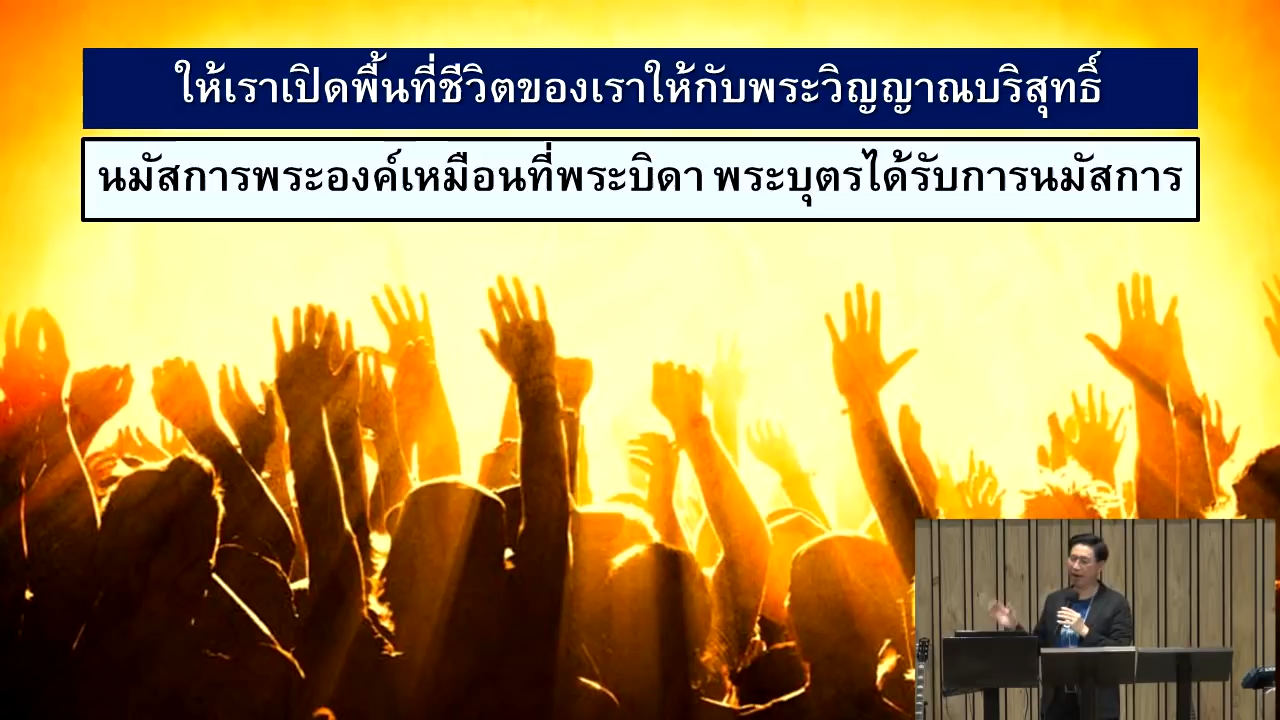 ให้เราเปิดพื้นที่ชีวิตของเราให้กับพระวิญญาณบริสุทธิ์
นมัสการพระองค์เหมือนที่พระบิดา พระบุตรได้รับการนมัสการ